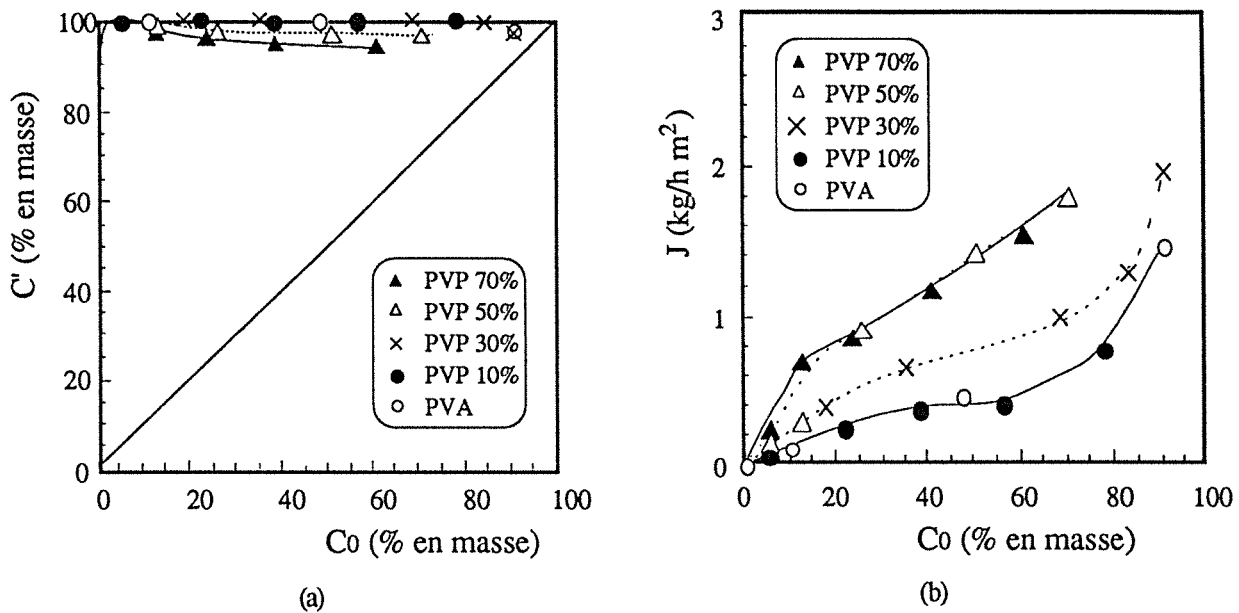 100
80
60
40
20
0
C' (% en masse)
PVP 70%
PVP 50%
PVP 30%
PVP 10%
PVA
0
20
40
60
80
100
C0 (% en masse)
(a)
3
2
1
0
J (kg/h m²)
PVP 70%
PVP 50%
PVP 30%
PVP 10%
PVA
0
20
40
60
80
100
C0 (% en masse)
(b)